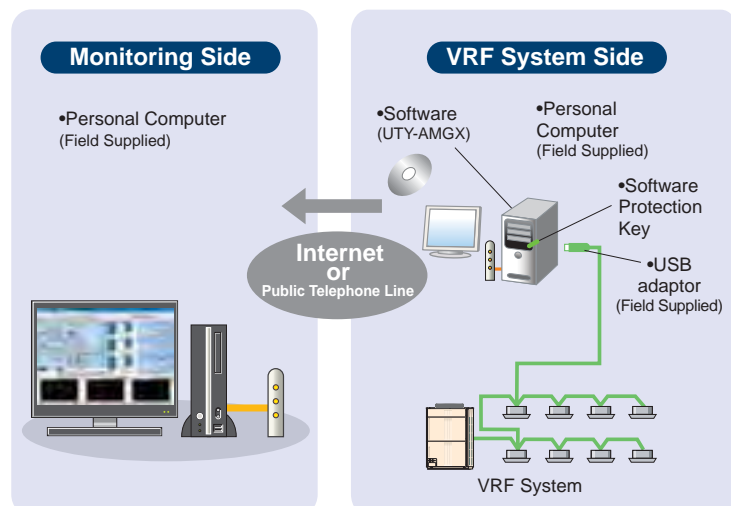 Monitoring Side
•Personal Computer
(Field Supplied)
Internet
or
Public Telephone Line
VRF System Side
•Software
(UTY-AMGX)
•Personal
Computer
(Field Supplied)
•Software
Protection
Key
•USB
adaptor
(Field Supplied)
VRF System